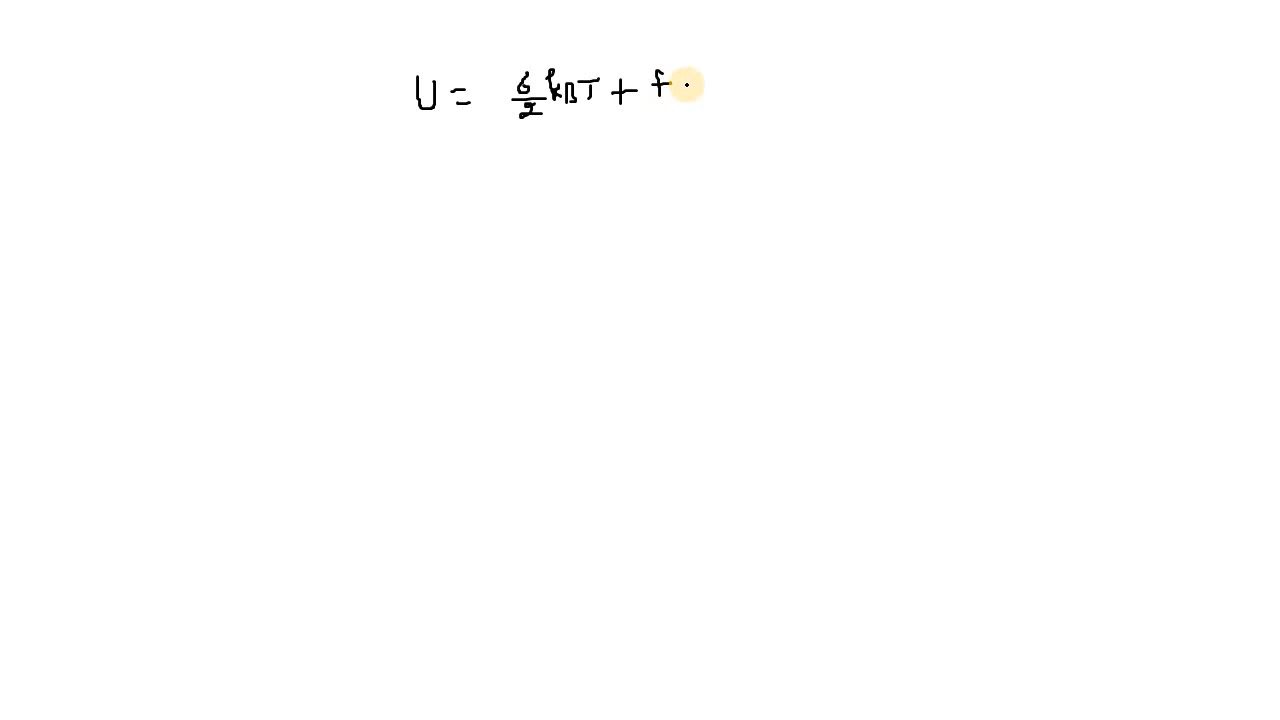 U = 6/2 kBT + f